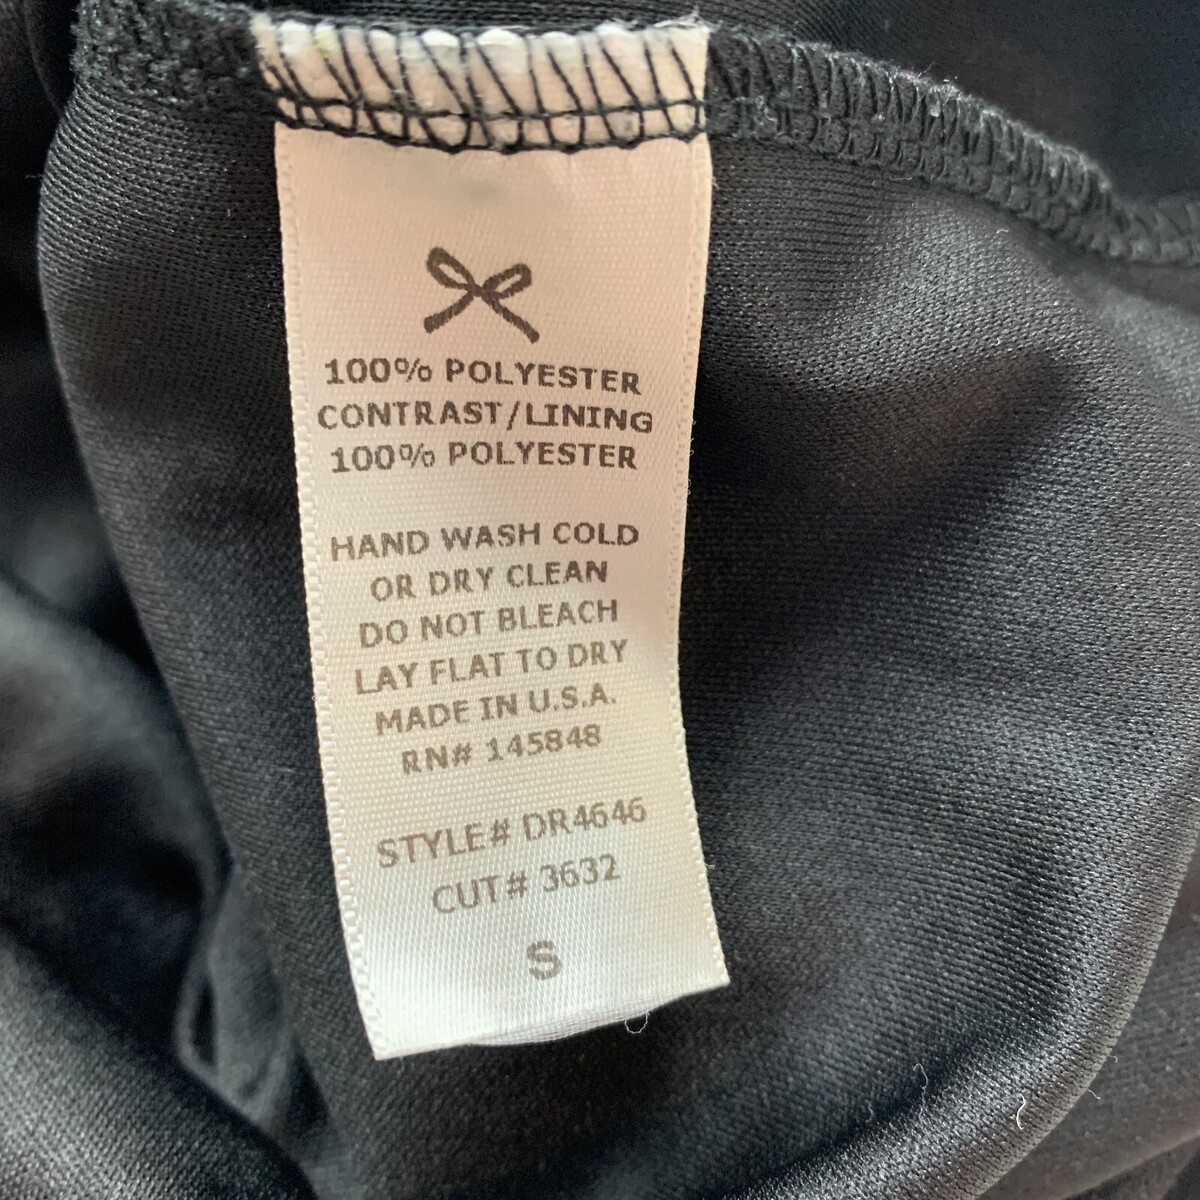 100% POLYESTER
CONTRAST/LINING
100% POLYESTER
HAND WASH COLD
OR DRY CLEAN
DO NOT BLEACH
LAY FLAT TO DRY
MADE IN U.S.A.
RN# 145848
STYLE# DR4646
CUT# 3632
S